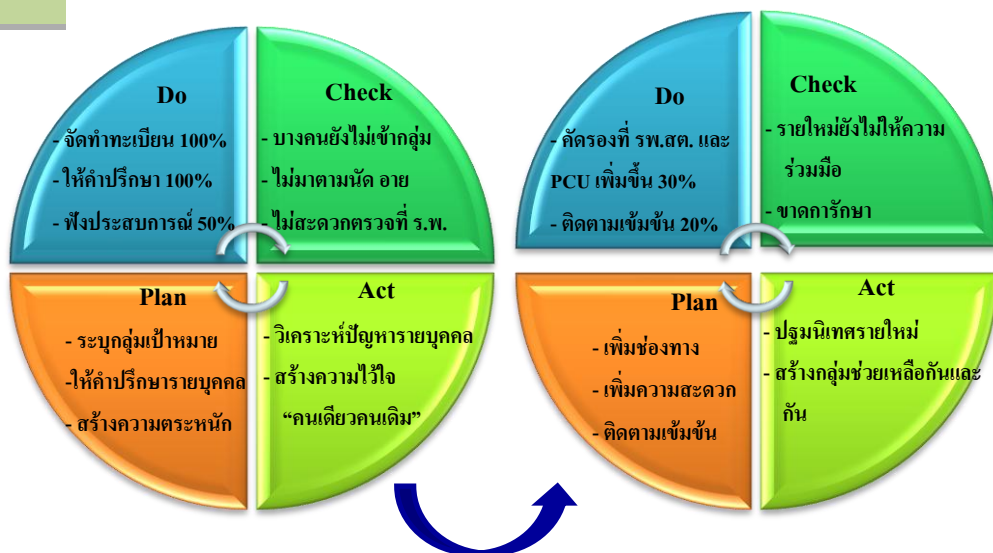 Do
- จัดทำทะเบียน 100%
- ให้คำปรึกษา 100%
- ฟังประสบการณ์ 50%
Check
- บางคนยังไม่เข้ากลุ่ม
- ไม่มาตามนัด อาย
- ไม่สะดวกตรวจที่ ร.พ.
Plan
- ระบุกลุ่มเป้าหมาย
-ให้คำปรึกษารายบุคคล
- สร้างความตระหนัก
Act
- วิเคราะห์ปัญหารายบุคคล
- สร้างความไว้ใจ
“คนเดียวคนเดิม”
Do
- คัดรองที่ รพ.สต. และ
PCU เพิ่มขึ้น 30%
- ติดตามเข้มข้น 20%
Check
- รายใหม่ยังไม่ให้ความ
ร่วมมือ
- ขาดการักษา
Plan
- เพิ่มช่องทาง
- เพิ่มความสะดวก
- ติดตามเข้มข้น
Act
- ปฐมนิเทศรายใหม่
- สร้างกลุ่มช่วยเหลือกันและ
กัน